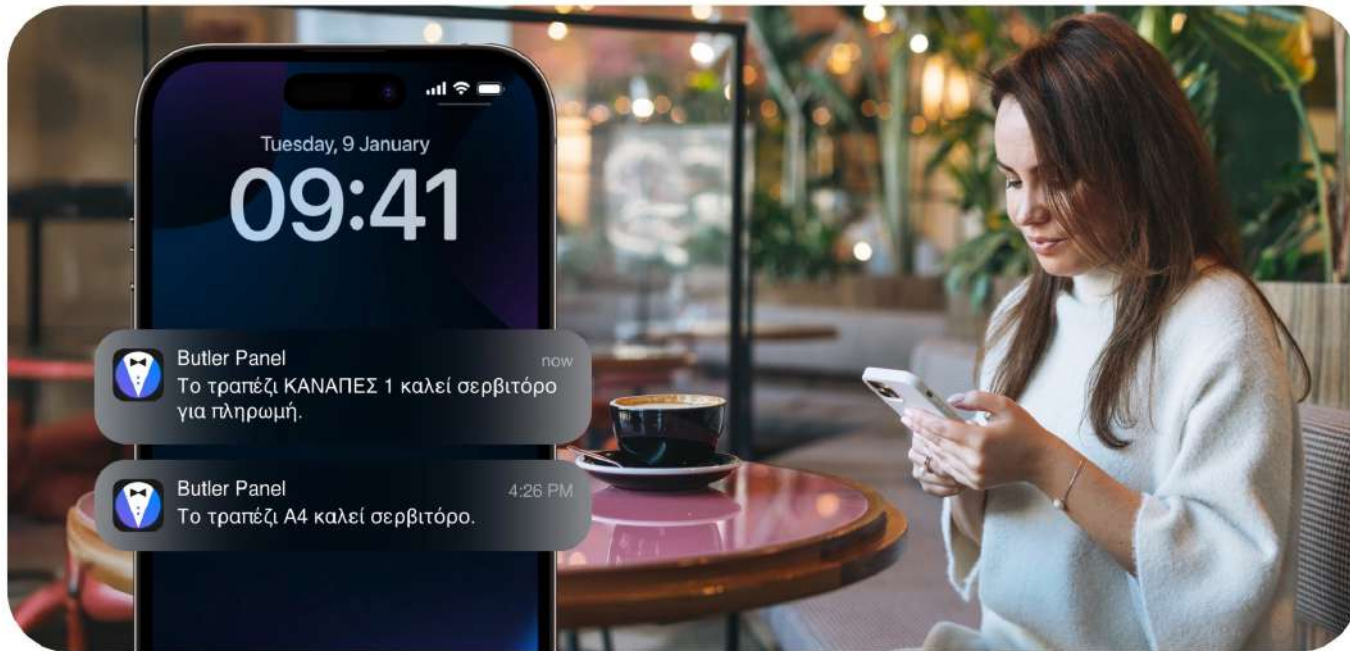 Tuesday, 9 January
09:41
Butler Panel
now
Το τραπέζι ΚΑΝΑΠΕΣ 1 καλεί σερβιτόρο
για πληρωμή.
Butler Panel
4:26 PM
Το τραπέζι Α4 καλεί σερβιτόρο.